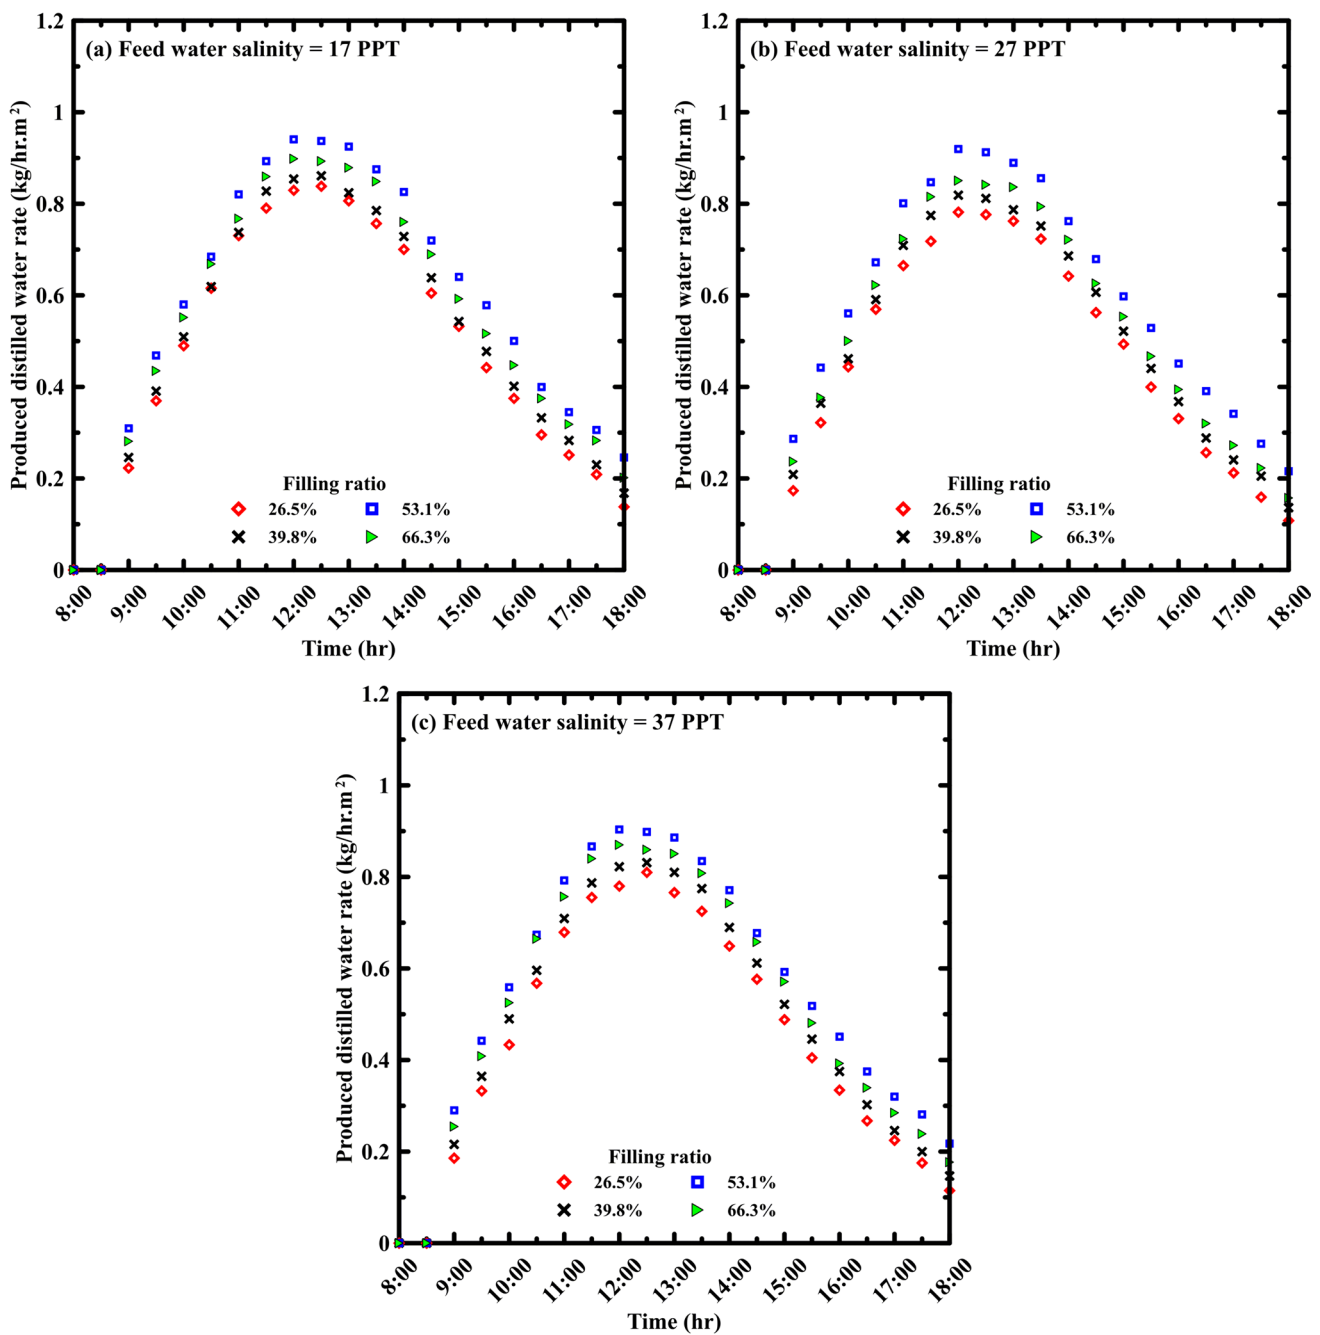 (a) Feed water salinity = 17 PPT
Produced distilled water rate (kg/hr.m²)
1.2
1
0.8
0.6
0.4
0.2
0
Filling ratio
26.5% 53.1%
39.8% 66.3%
8:00 9:00 10:00 11:00 12:00 13:00 14:00 15:00 16:00 17:00 18:00
Time (hr)
(b) Feed water salinity = 27 PPT
Produced distilled water rate (kg/hr.m²)
1.2
1
0.8
0.6
0.4
0.2
0
Filling ratio
26.5% 53.1%
39.8% 66.3%
8:00 9:00 10:00 11:00 12:00 13:00 14:00 15:00 16:00 17:00 18:00
Time (hr)
(c) Feed water salinity = 37 PPT
Produced distilled water rate (kg/hr.m²)
1.2
1
0.8
0.6
0.4
0.2
0
Filling ratio
26.5% 53.1%
39.8% 66.3%
8:00 9:00 10:00 11:00 12:00 13:00 14:00 15:00 16:00 17:00 18:00
Time (hr)